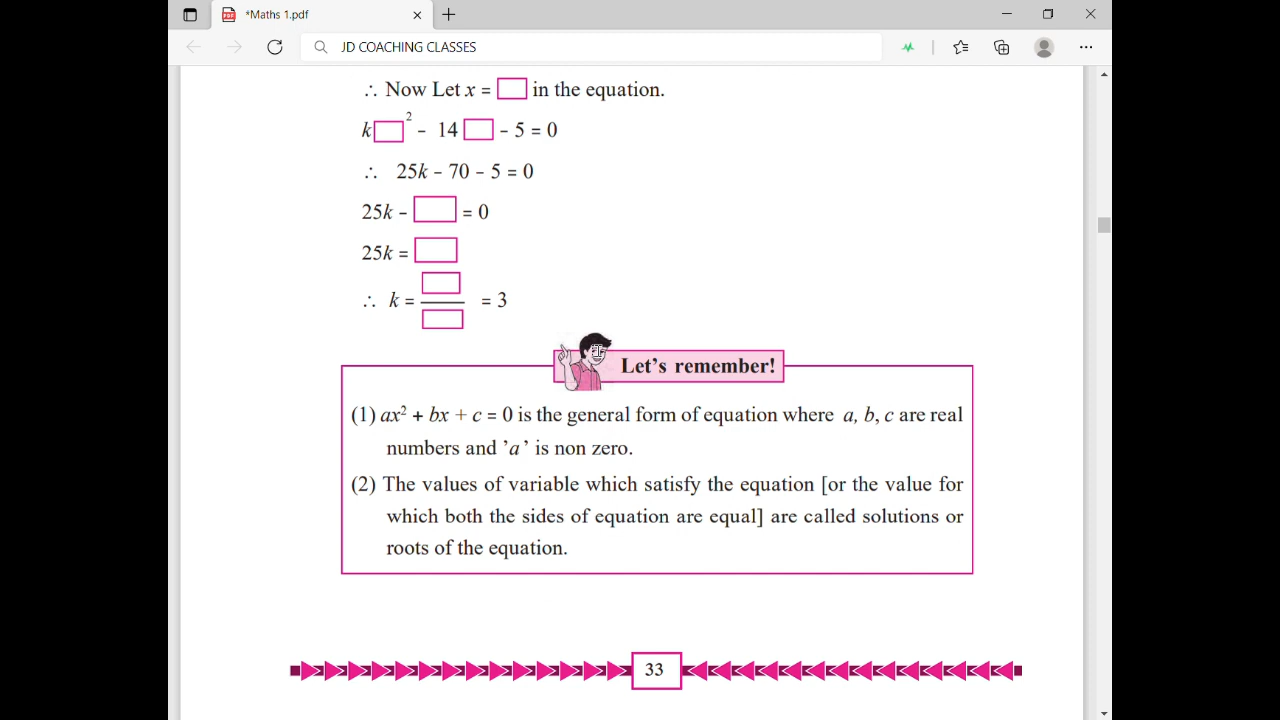 *Maths 1.pdf
JD COACHING CLASSES
∴ Now Let x = □ in the equation.
k□² – 14□ – 5 = 0
∴ 25k – 70 – 5 = 0
25k – □ = 0
25k = □
∴ k = □/□ = 3
Let's remember!
(1) ax² + bx + c = 0 is the general form of equation where a, b, c are real
numbers and 'a' is non zero.
(2) The values of variable which satisfy the equation [or the value for
which both the sides of equation are equal] are called solutions or
roots of the equation.
33